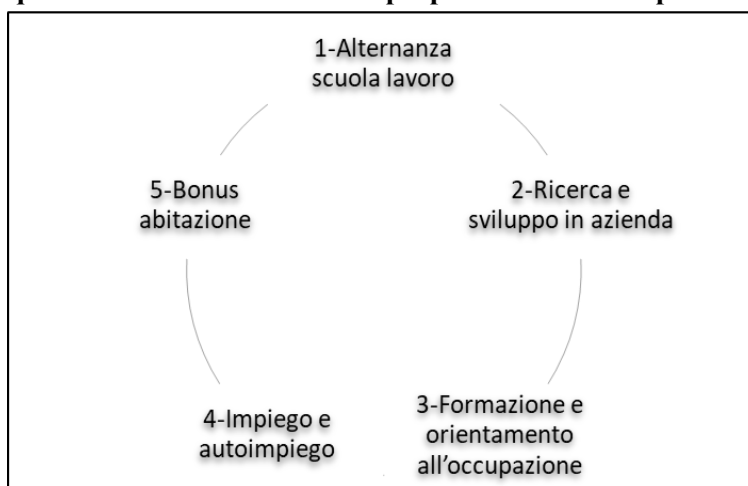 1-Alternanza
scuola lavoro
2-Ricerca e
sviluppo in azienda
3-Formazione e
orientamento
all'occupazione
4-Impiego e
autoimpiego
5-Bonus
abitazione